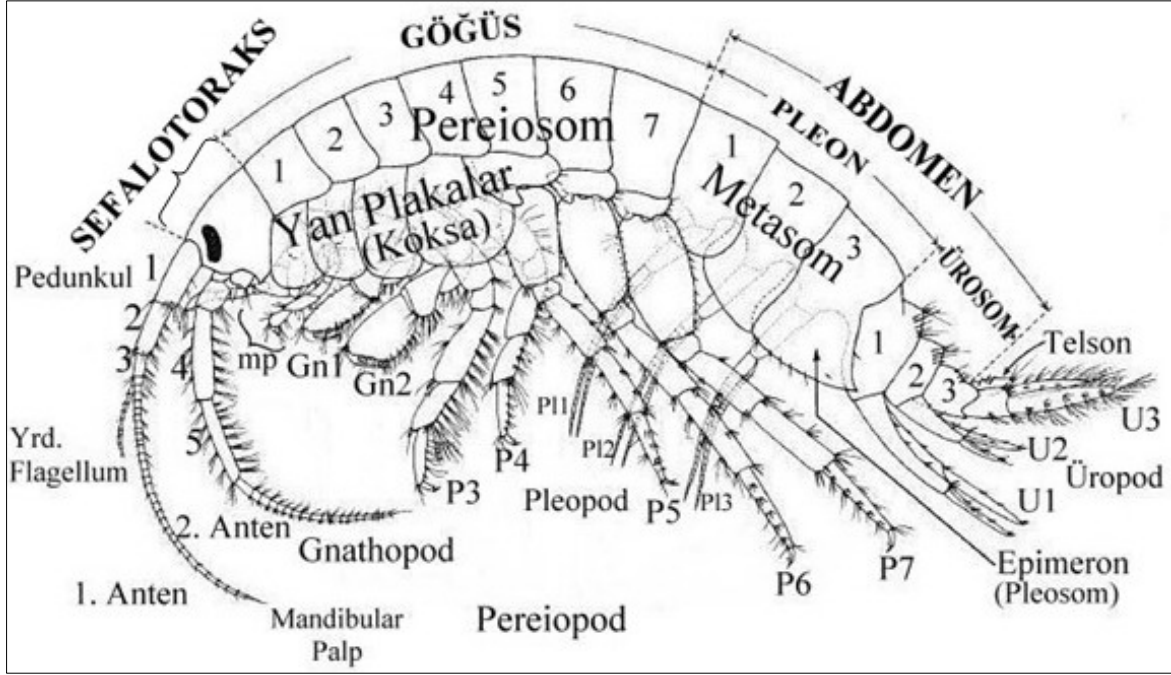 SEFALOTORAKS
GÖĞÜS
ABDOMEN
PLEON
ÜROSOM
1
2
3
4
5
6
7
Pereiosom
Yan Plakalar
(Koksa)
1
2
3
Metasom
1
2
3
Telson
U3
U2
U1
Üropod
Epimeron
(Pleosom)
Pedunkul
1
2
3
4
5
mp
Gn1
Gn2
Yrd.
Flagellum
P3
P4
Pl1
Pl2
Pl3
Pleopod
P5
P6
P7
2. Anten
Gnathopod
1. Anten
Mandibular
Palp
Pereiopod